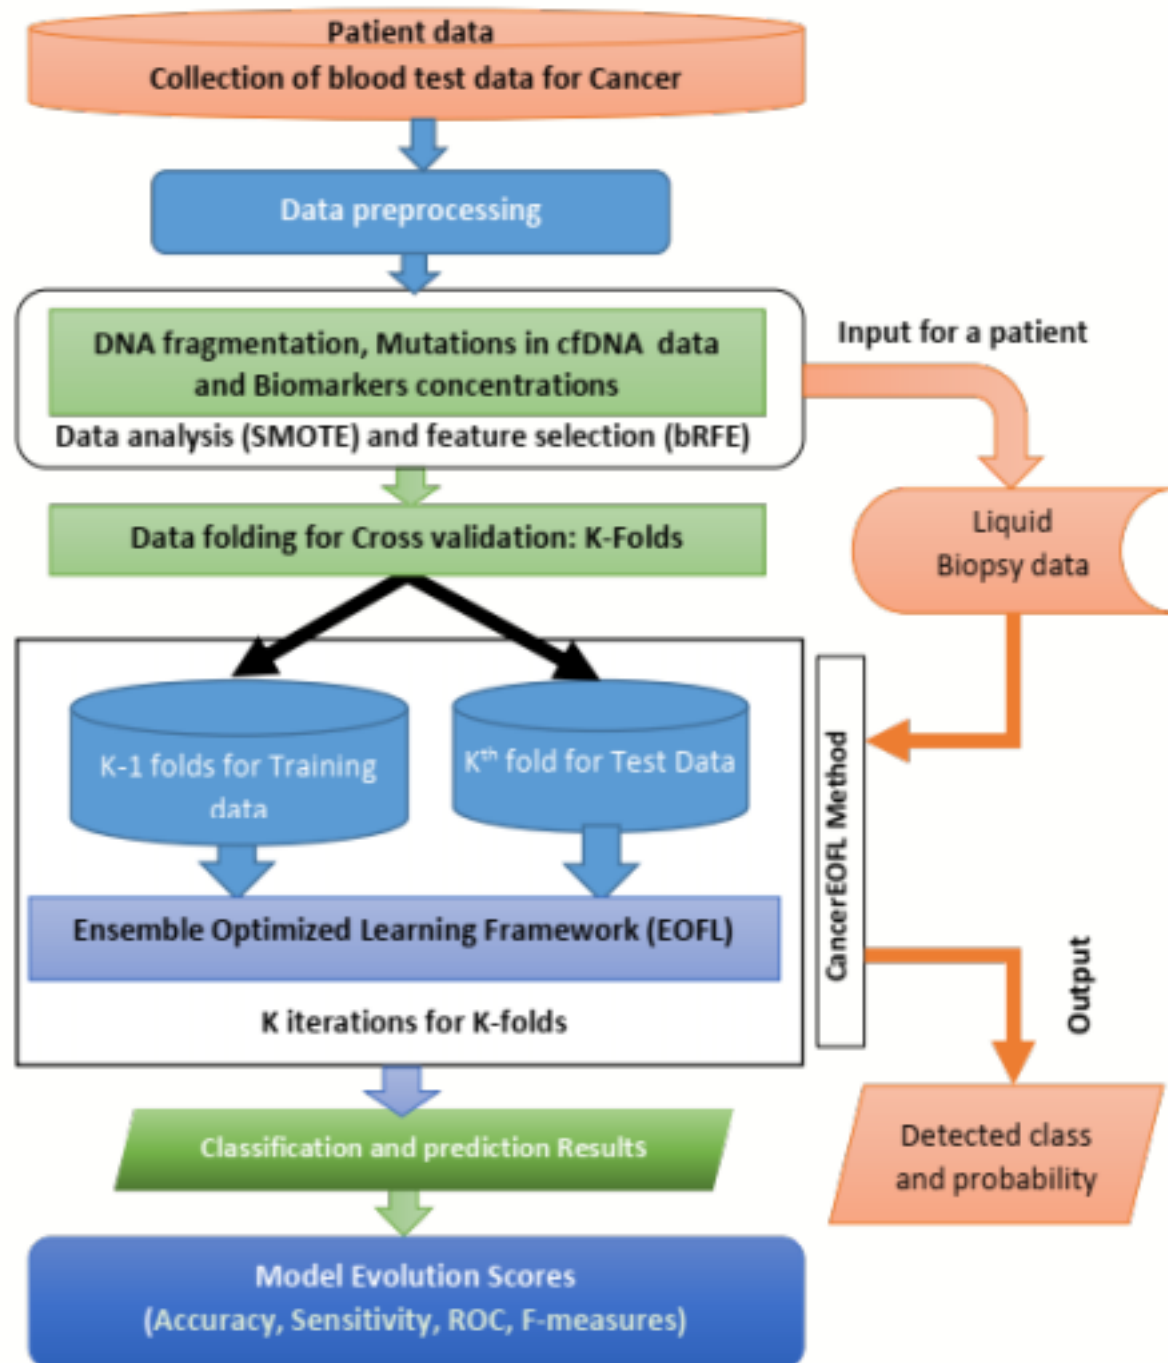 Patient data
Collection of blood test data for Cancer
Data preprocessing
DNA fragmentation, Mutations in cfDNA data
and Biomarkers concentrations
Data analysis (SMOTE) and feature selection (bRFE)
Input for a patient
Liquid
Biopsy data
Data folding for Cross validation: K-Folds
K-1 folds for Training
data
Kth fold for Test Data
Ensemble Optimized Learning Framework (EOFL)
K iterations for K-folds
CancerEOFL Method
Output
Detected class
and probability
Classification and prediction Results
Model Evolution Scores
(Accuracy, Sensitivity, ROC, F-measures)